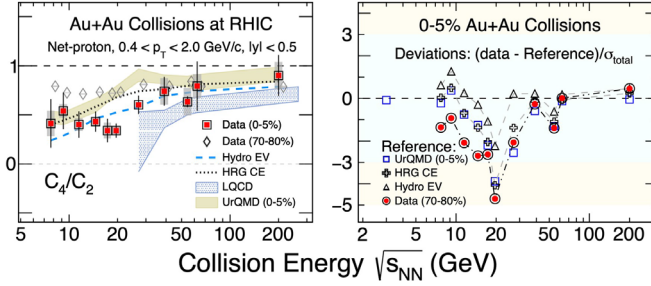 Au+Au Collisions at RHIC
Net-proton, 0.4 < pT < 2.0 GeV/c, |y| < 0.5
1
0
Data (0-5%)
Data (70-80%)
Hydro EV
HRG CE
LQCD
UrQMD (0-5%)
C4/C2
5 10 20 50 100 200
0-5% Au+Au Collisions
Deviations: (data - Reference)/σtotal
0
−3
−5
Reference:
UrQMD (0-5%)
HRG CE
Hydro EV
Data (70-80%)
2 5 10 20 50 100 200
Collision Energy √sNN (GeV)